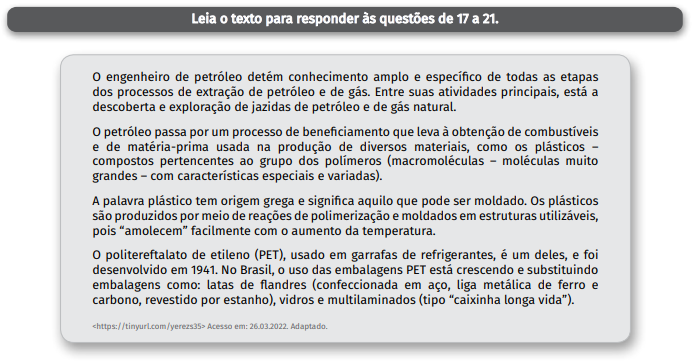 Leia o texto para responder às questões de 17 a 21.
O engenheiro de petróleo detém conhecimento amplo e específico de todas as etapas
dos processos de extração de petróleo e de gás. Entre suas atividades principais, está a
descoberta e exploração de jazidas de petróleo e de gás natural.
O petróleo passa por um processo de beneficiamento que leva à obtenção de combustíveis
e de matéria-prima usada na produção de diversos materiais, como os plásticos –
compostos pertencentes ao grupo dos polímeros (macromoléculas – moléculas muito
grandes – com características especiais e variadas).
A palavra plástico tem origem grega e significa aquilo que pode ser moldado. Os plásticos
são produzidos por meio de reações de polimerização e moldados em estruturas utilizáveis,
pois “amolecem” facilmente com o aumento da temperatura.
O politereftalato de etileno (PET), usado em garrafas de refrigerantes, é um deles, e foi
desenvolvido em 1941. No Brasil, o uso das embalagens PET está crescendo e substituindo
embalagens como: latas de flandres (confeccionada em aço, liga metálica de ferro e
carbono, revestido por estanho), vidros e multilaminados (tipo “caixinha longa vida”).
<https://tinyurl.com/yerezs35> Acesso em: 26.03.2022. Adaptado.